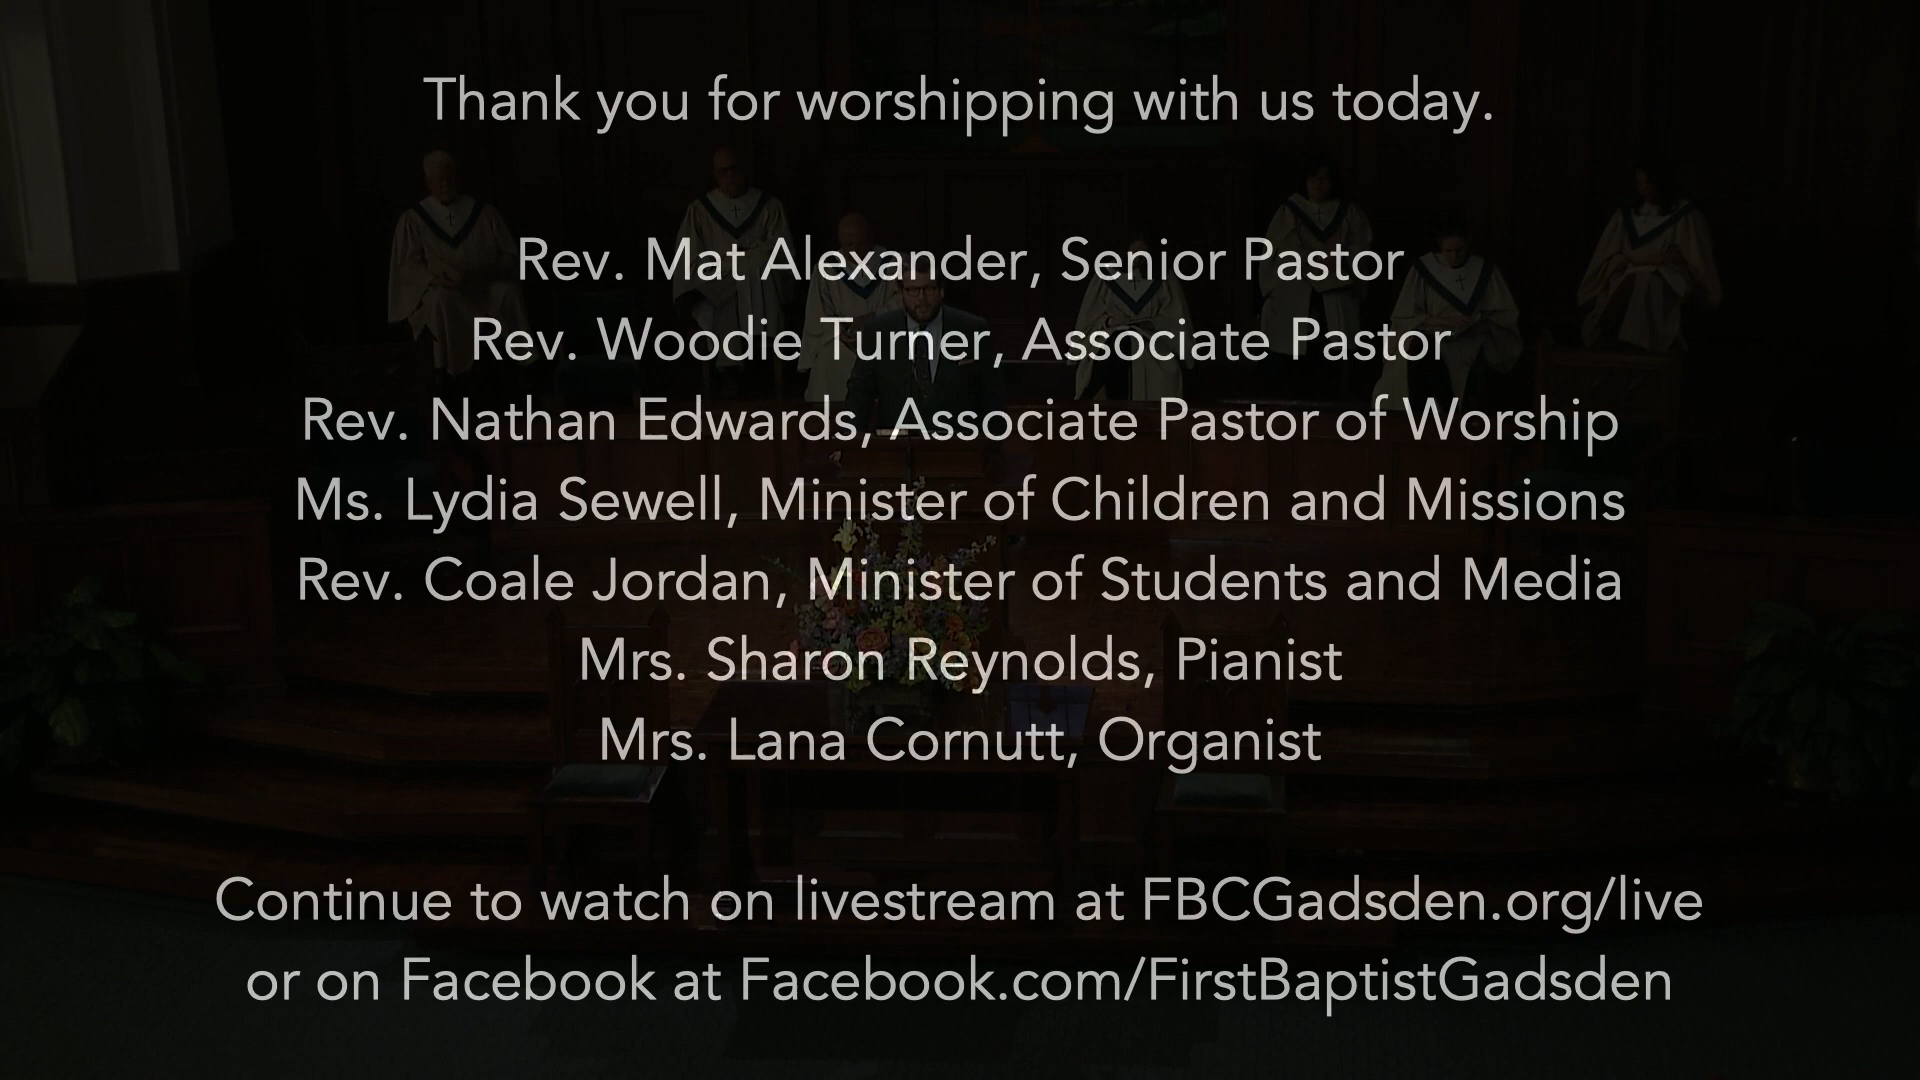 Thank you for worshipping with us today.
Rev. Mat Alexander, Senior Pastor
Rev. Woodie Turner, Associate Pastor
Rev. Nathan Edwards, Associate Pastor of Worship
Ms. Lydia Sewell, Minister of Children and Missions
Rev. Coale Jordan, Minister of Students and Media
Mrs. Sharon Reynolds, Pianist
Mrs. Lana Cornutt, Organist
Continue to watch on livestream at FBCGadsden.org/live
or on Facebook at Facebook.com/FirstBaptistGadsden